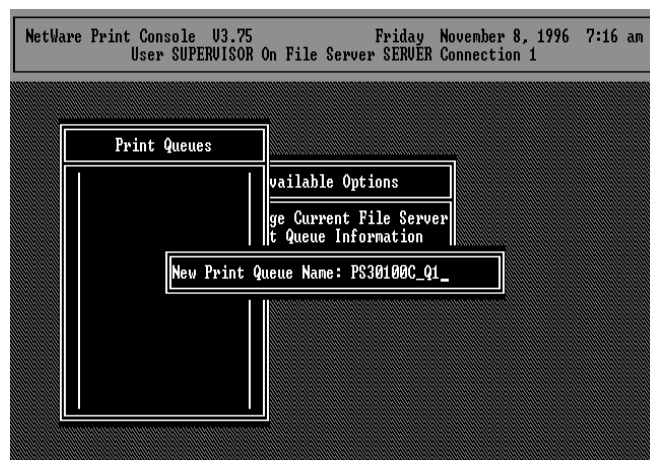 NetWare Print Console V3.75 Friday November 8, 1996 7:16 am
User SUPERVISOR On File Server SERVER Connection 1
Print Queues
vailable Options
ge Current File Server
t Queue Information
New Print Queue Name: PS30100C_Q1_